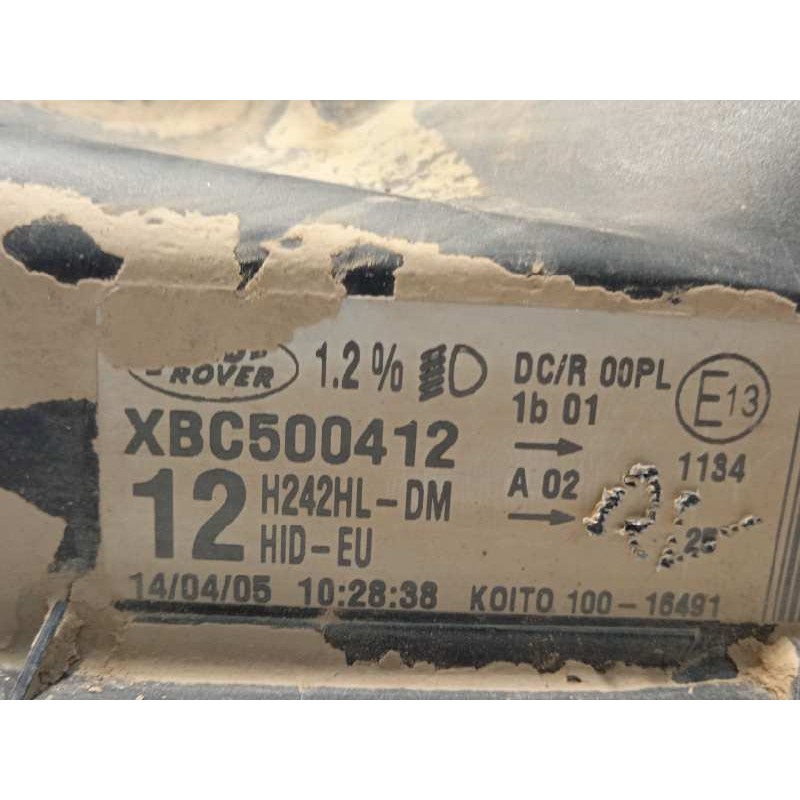 ROVER 1.2% DC/R 00PL E13
XBC500412 1b 01 1134
12 H242HL-DM A 02
HID-EU 25
14/04/05 10:28:38 KOITO 100-16491